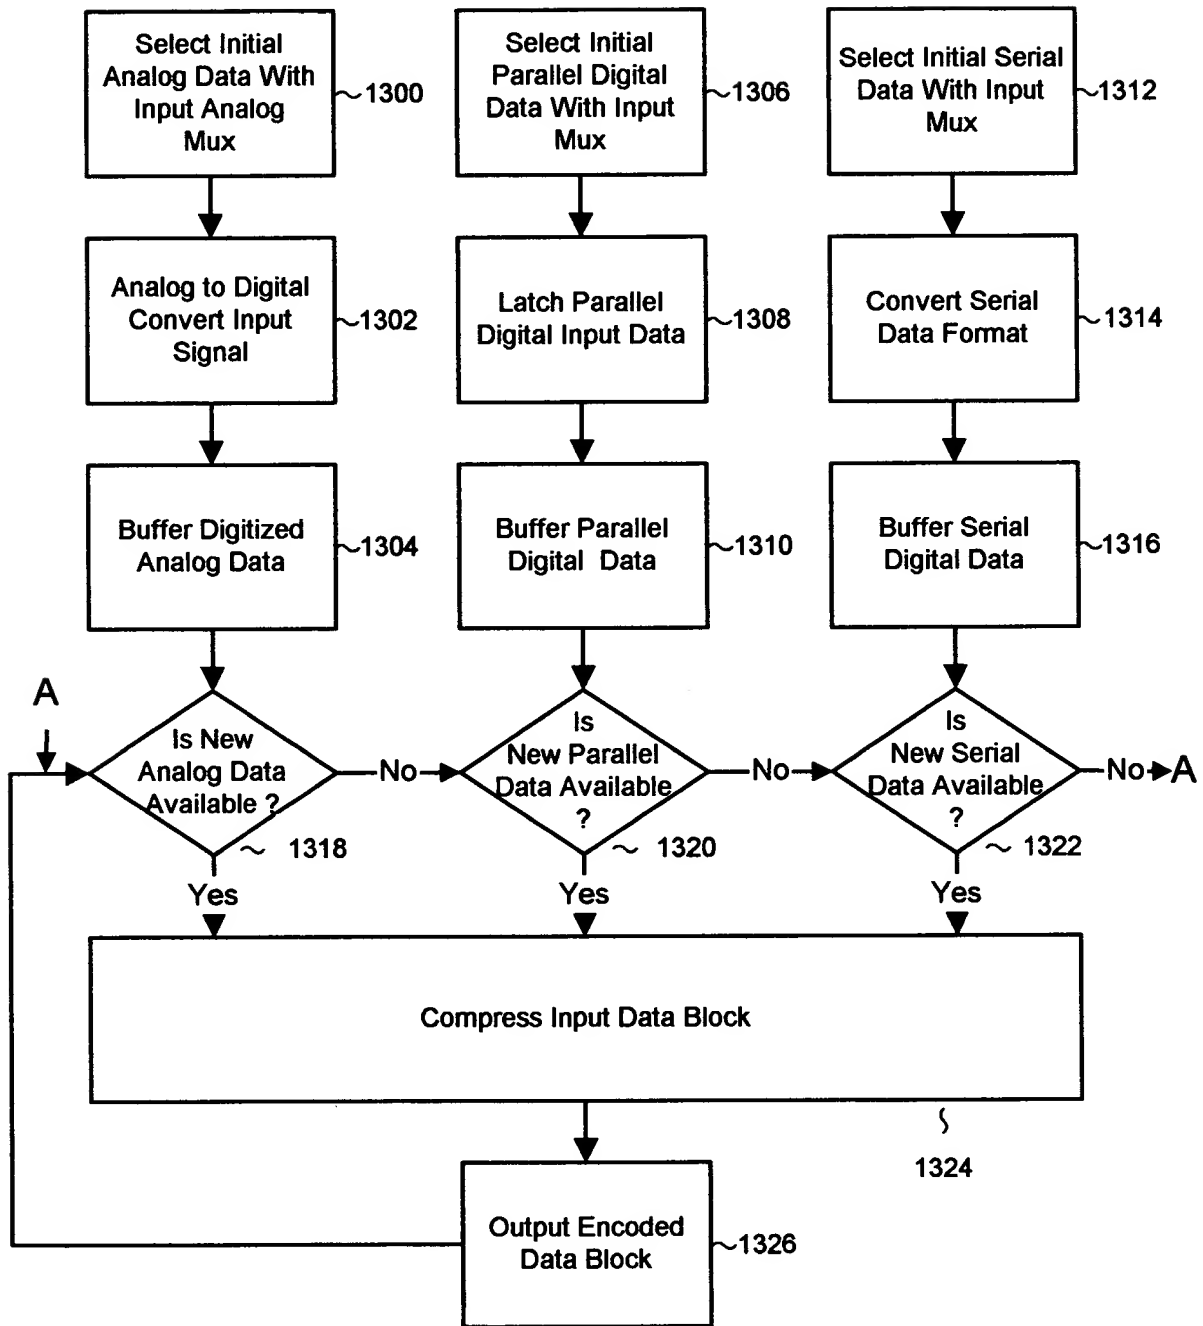 Select Initial
Analog Data With
Input Analog
Mux
1300
Select Initial
Parallel Digital
Data With Input
Mux
1306
Select Initial Serial
Data With Input
Mux
1312
Analog to Digital
Convert Input
Signal
1302
Latch Parallel
Digital Input Data
1308
Convert Serial
Data Format
1314
Buffer Digitized
Analog Data
1304
Buffer Parallel
Digital Data
1310
Buffer Serial
Digital Data
1316
A
Is New
Analog Data
Available ?
1318
No
Is
New Parallel
Data Available
?
1320
No
Is
New Serial
Data Available
?
1322
No
A
Yes
Yes
Yes
Compress Input Data Block
1324
Output Encoded
Data Block
1326